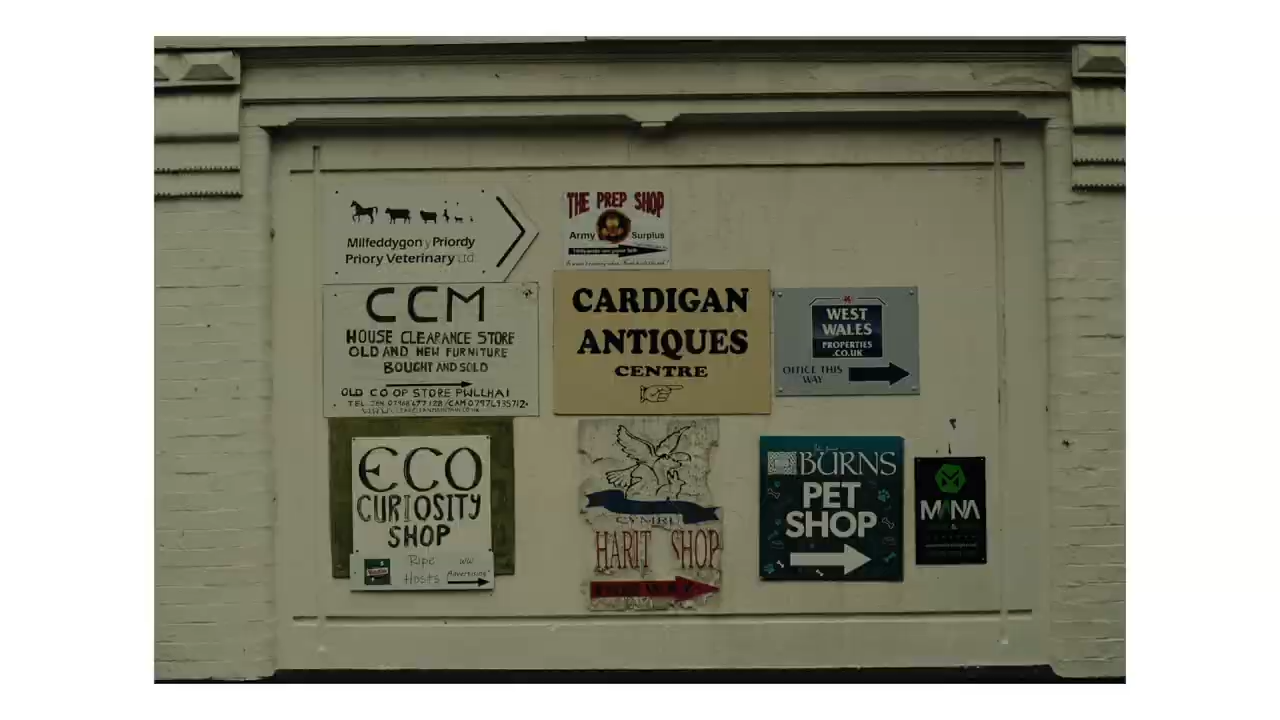 Milfeddygon y Priordy
Priory Veterinary Ltd
THE PREP SHOP
Army Surplus
CCM
HOUSE CLEARANCE STORE
OLD AND NEW FURNITURE
BOUGHT AND SOLD
OLD CO OP STORE PWLLHAI
TEL
CARDIGAN
ANTIQUES
CENTRE
WEST
WALES
PROPERTIES
.CO.UK
OFFICE THIS
WAY
ECO
CURIOSITY
SHOP
RIPE
HOSTS
WW
Advertising
CYMRU
SHOP
BURNS
PET
SHOP
MANA
&